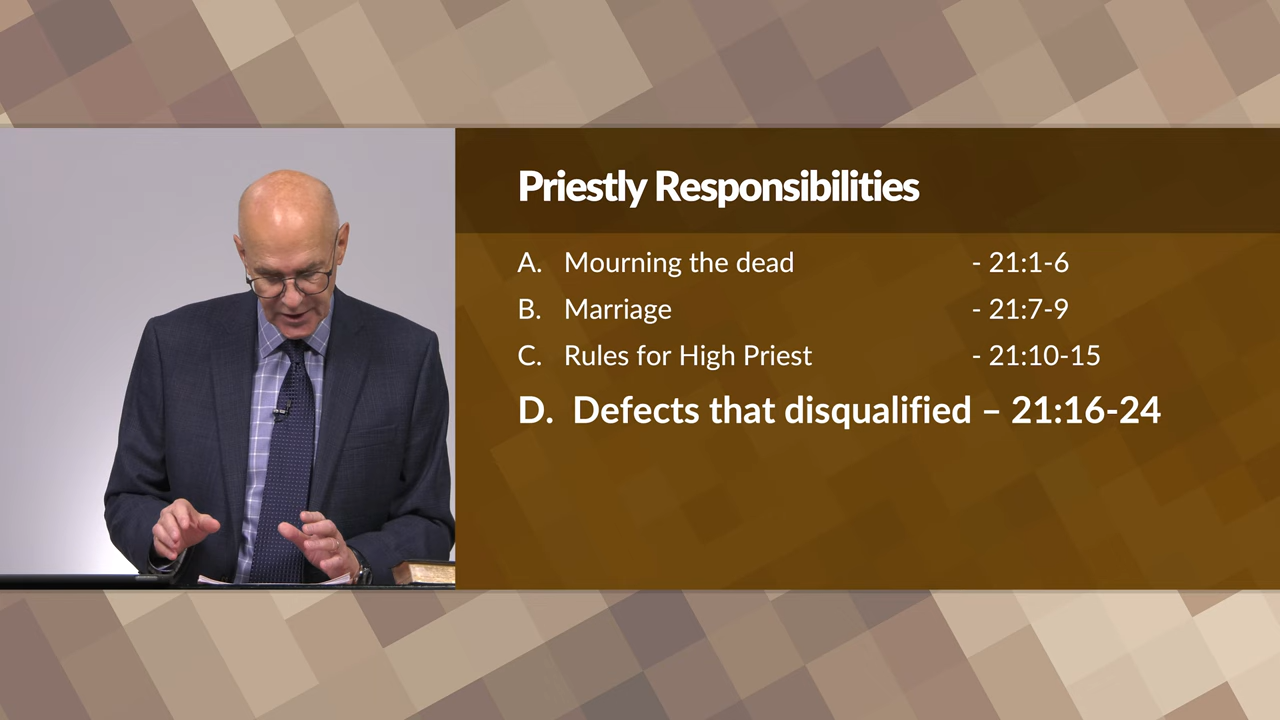 Priestly Responsibilities
A. Mourning the dead - 21:1-6
B. Marriage - 21:7-9
C. Rules for High Priest - 21:10-15
D. Defects that disqualified – 21:16-24